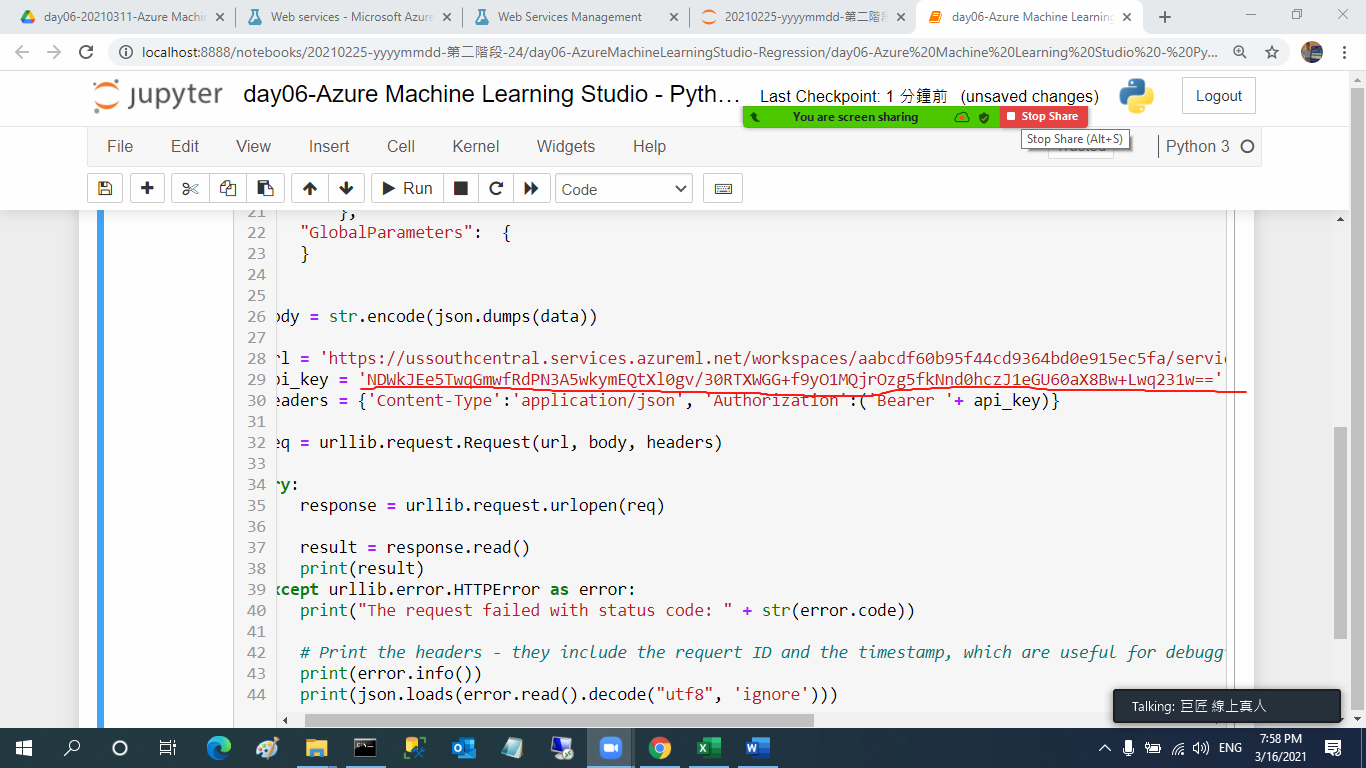 day06-20210311-Azure Machin
Web services - Microsoft Azure
Web Services Management
20210225-yyyymmdd-第二階段
day06-Azure Machine Learning
localhost:8888/notebooks/20210225-yyyymmdd-第二階段-24/day06-AzureMachineLearningStudio-Regression/day06-Azure%20Machine%20Learning%20Studio%20-%20Py...
jupyter
day06-Azure Machine Learning Studio - Pyth...
Last Checkpoint: 1 分鐘前 (unsaved changes)
Logout
You are screen sharing
Stop Share
Stop Share (Alt+S)
File Edit View Insert Cell Kernel Widgets Help
Trusted
Python 3
Run
Code
21 },
22 "GlobalParameters": {
23 }
24
25
26 ody = str.encode(json.dumps(data))
27
28 rl = 'https://ussouthcentral.services.azureml.net/workspaces/aabcdf60b95f44cd9364bd0e915ec5fa/servic
29 pi_key = 'NDWkJEe5TwqGmwfRdPN3A5wkymEQtXl0gv/30RTXWGG+f9yO1MQjrOzg5fkNnd0hczJ1eGU60aX8Bw+Lwq231w=='
30 eaders = {'Content-Type':'application/json', 'Authorization':('Bearer '+ api_key)}
31
32 eq = urllib.request.Request(url, body, headers)
33
34 ry:
35 response = urllib.request.urlopen(req)
36
37 result = response.read()
38 print(result)
39 xcept urllib.error.HTTPError as error:
40 print("The request failed with status code: " + str(error.code))
41
42 # Print the headers - they include the requert ID and the timestamp, which are useful for debugg
43 print(error.info())
44 print(json.loads(error.read().decode("utf8", 'ignore')))
Talking: 巨匠 線上真人
ENG
7:58 PM
3/16/2021